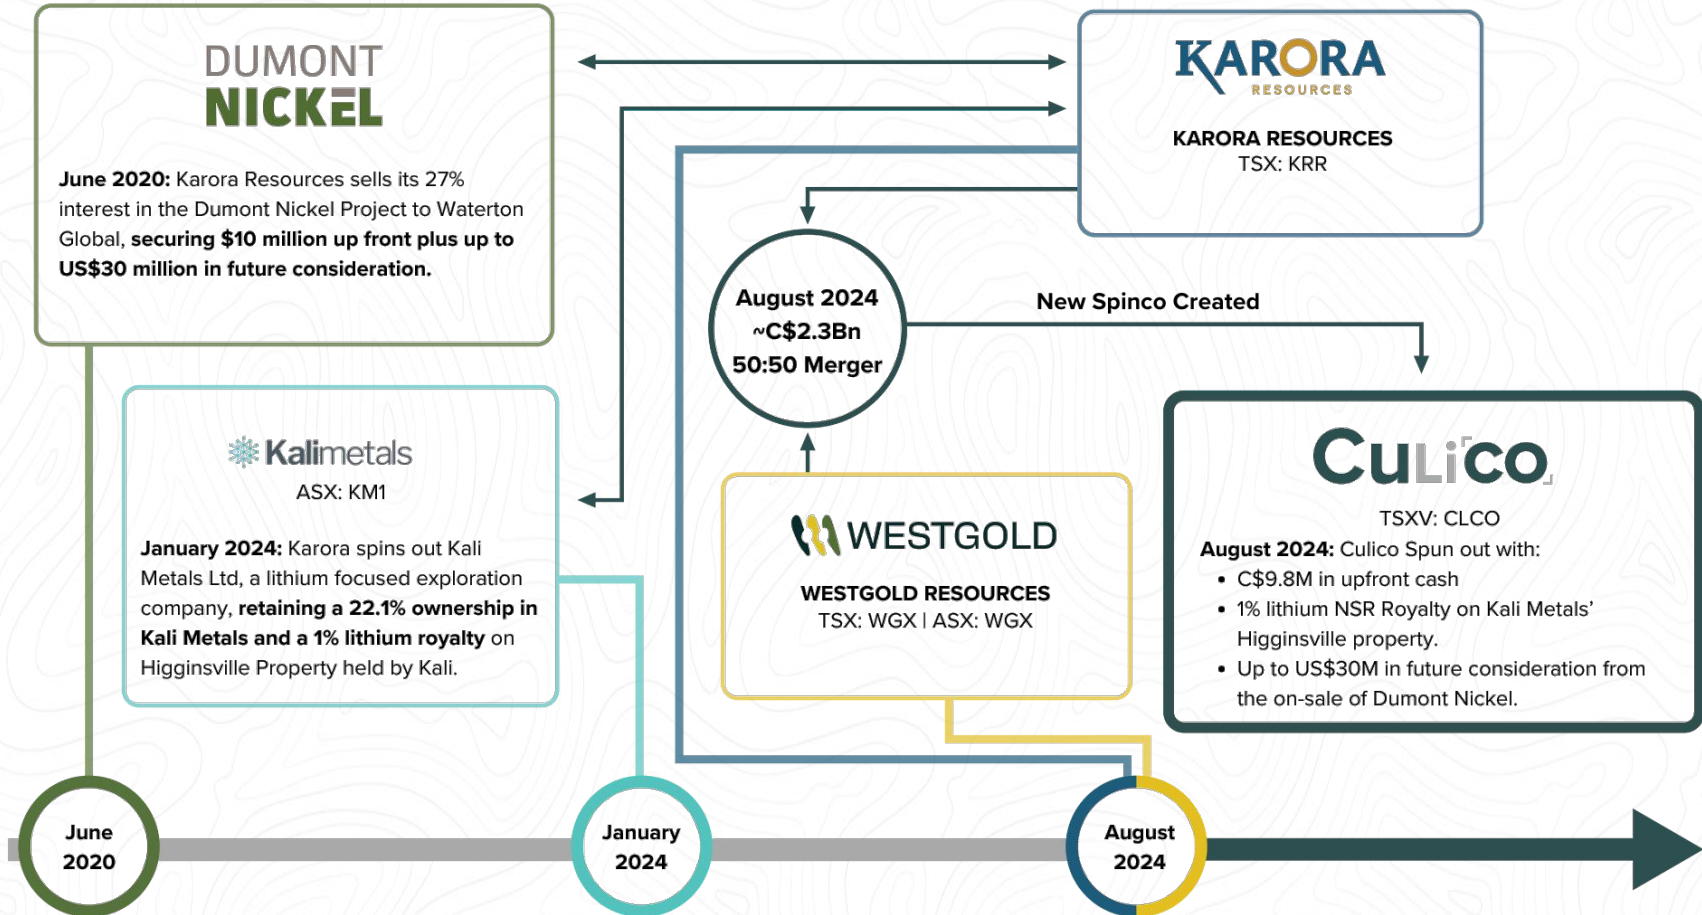 DUMONT
NICKEL
June 2020: Karora Resources sells its 27%
interest in the Dumont Nickel Project to Waterton
Global, securing $10 million up front plus up to
US$30 million in future consideration.
KARORA
RESOURCES
KARORA RESOURCES
TSX: KRR
August 2024
~C$2.3Bn
50:50 Merger
New Spinco Created
Kalimetals
ASX: KM1
January 2024: Karora spins out Kali
Metals Ltd, a lithium focused exploration
company, retaining a 22.1% ownership in
Kali Metals and a 1% lithium royalty on
Higginsville Property held by Kali.
WESTGOLD
WESTGOLD RESOURCES
TSX: WGX | ASX: WGX
CuLico
TSXV: CLCO
August 2024: Culico Spun out with:
• C$9.8M in upfront cash
• 1% lithium NSR Royalty on Kali Metals’
Higginsville property.
• Up to US$30M in future consideration from
the on-sale of Dumont Nickel.
June
2020
January
2024
August
2024